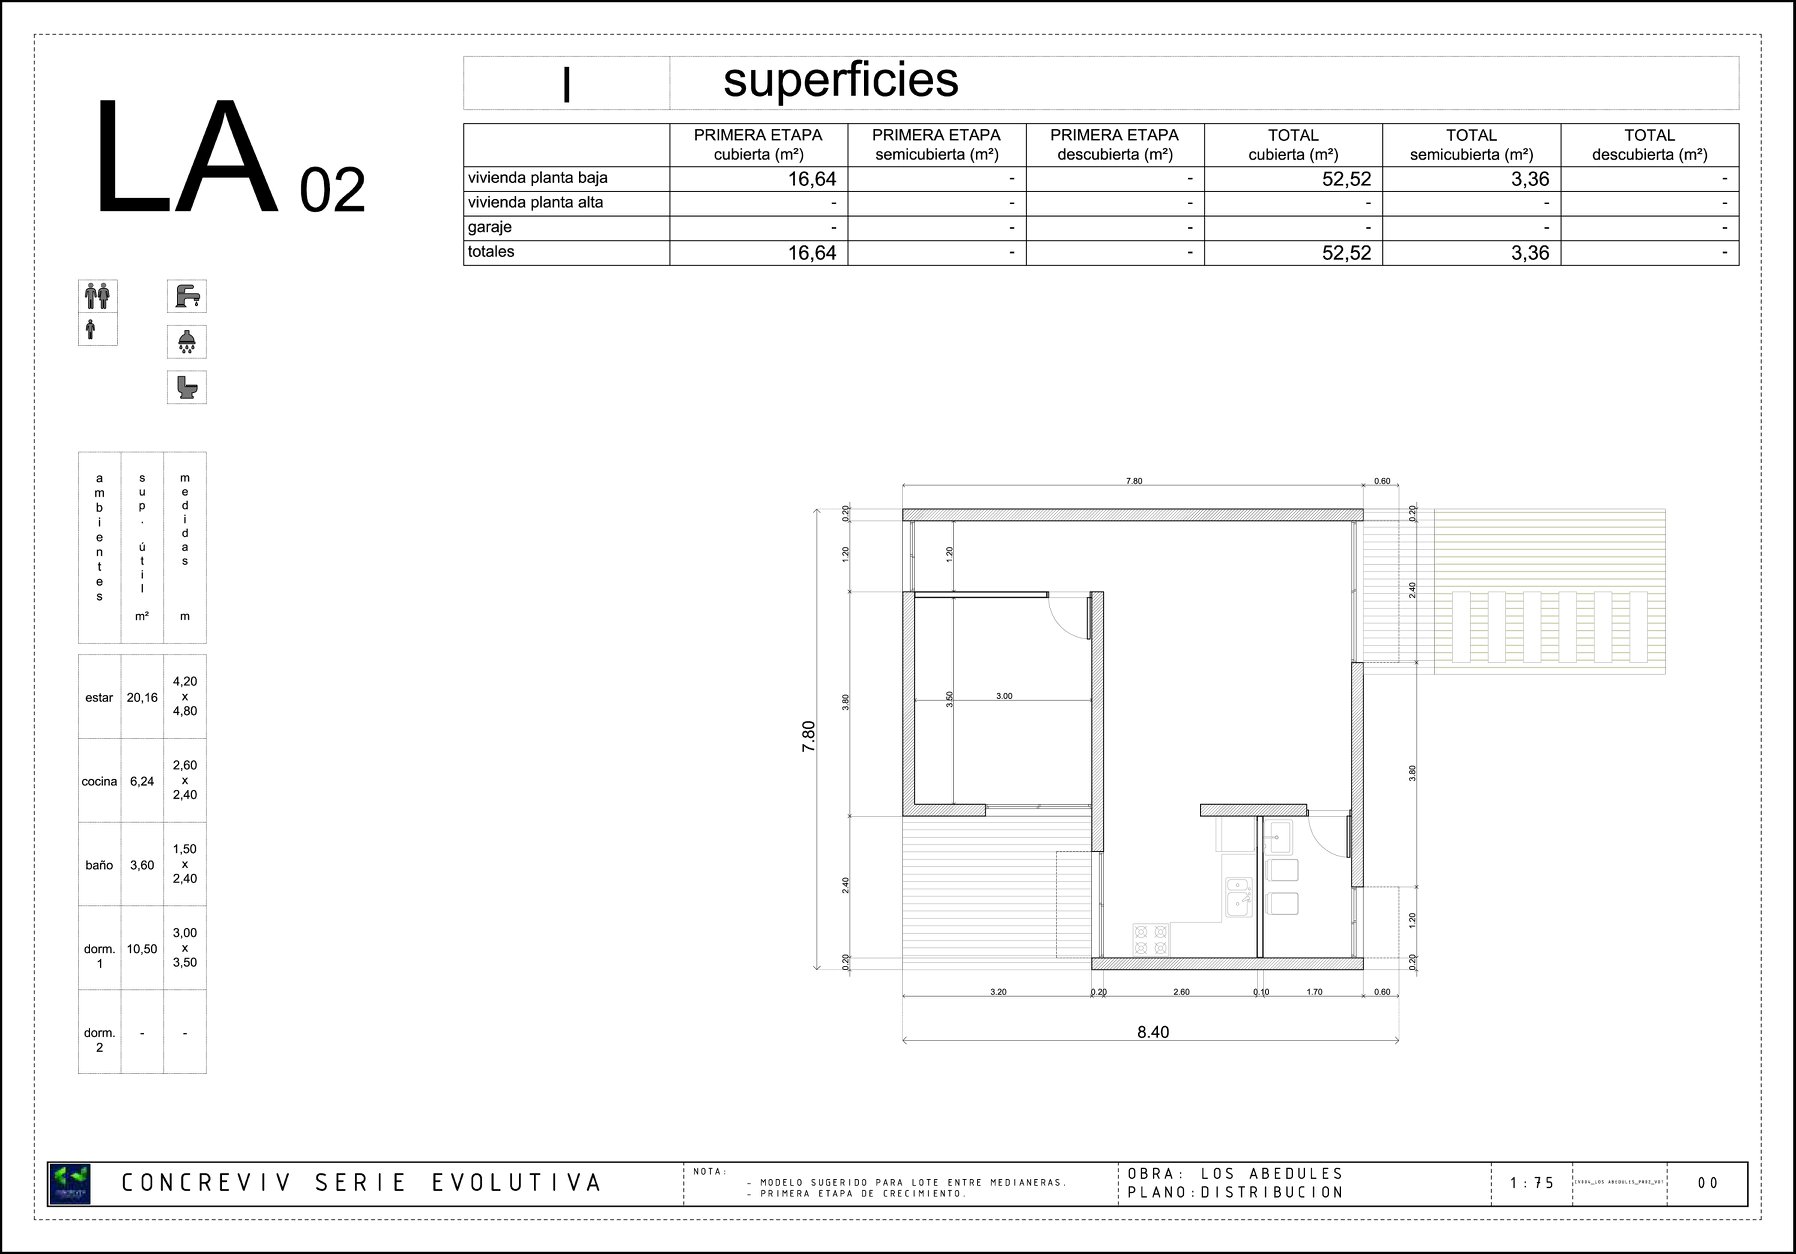 LA 02
I superficies
PRIMERA ETAPA PRIMERA ETAPA PRIMERA ETAPA TOTAL TOTAL TOTAL
cubierta (m²) semicubierta (m²) descubierta (m²) cubierta (m²) semicubierta (m²) descubierta (m²)
vivienda planta baja 16,64 - - 52,52 3,36 -
vivienda planta alta - - - - - -
garaje - - - - - -
totales 16,64 - - 52,52 3,36 -
ambientes
sup. útil m²
medidas m
estar 20,16 4,20 x 4,80
cocina 6,24 2,60 x 2,40
baño 3,60 1,50 x 2,40
dorm. 1 10,50 3,00 x 3,50
dorm. 2 - -
7.80 0.60
0.20
1.20
3.80
2.40
0.20
7.80
1.20
3.50
3.00
0.20
2.40
3.80
1.20
0.20
3.20 0.20 2.60 0.10 1.70 0.60
8.40
CONCREVIV SERIE EVOLUTIVA
NOTA:
- MODELO SUGERIDO PARA LOTE ENTRE MEDIANERAS.
- PRIMERA ETAPA DE CRECIMIENTO.
OBRA: LOS ABEDULES
PLANO:DISTRIBUCION
1:75
00